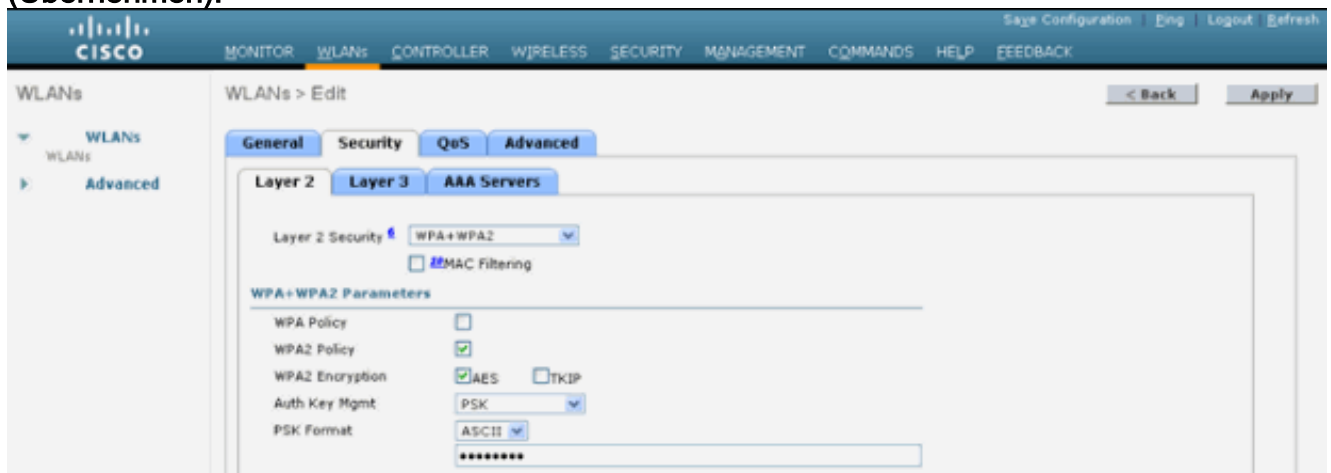 (Übernehmen).
Save Configuration | Ping | Logout | Refresh
CISCO
MONITOR WLANs CONTROLLER WIRELESS SECURITY MANAGEMENT COMMANDS HELP FEEDBACK
WLANs
WLANs > Edit
< Back
Apply
WLANs
WLANs
Advanced
General Security QoS Advanced
Layer 2 Layer 3 AAA Servers
Layer 2 Security WPA+WPA2
MAC Filtering
WPA+WPA2 Parameters
WPA Policy
WPA2 Policy
WPA2 Encryption AES TKIP
Auth Key Mgmt PSK
PSK Format ASCII
••••••••